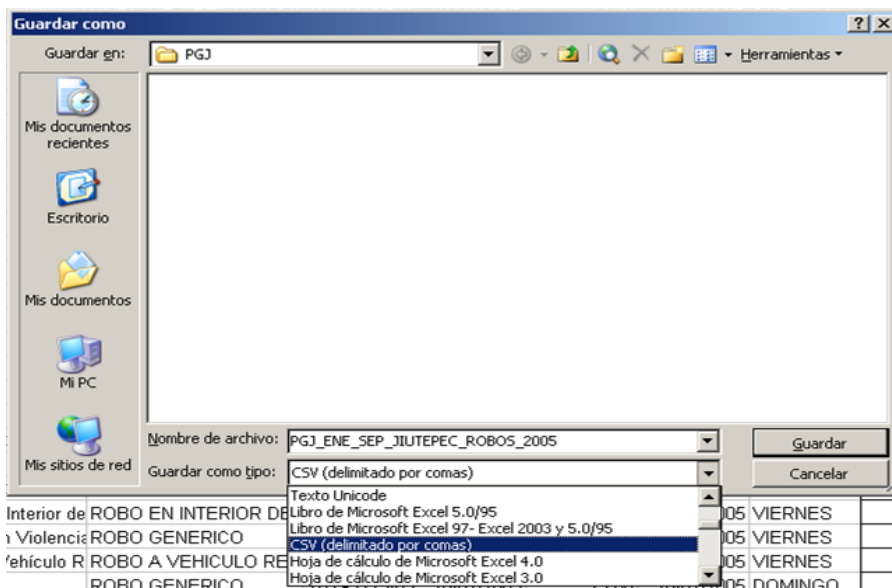 Guardar como
Guardar en: PGJ Herramientas
Mis documentos
recientes
Escritorio
Mis documentos
Mi PC
Mis sitios de red
Nombre de archivo: PGJ_ENE_SEP_JIUTEPEC_ROBOS_2005 Guardar
Guardar como tipo: CSV (delimitado por comas) Cancelar
Texto Unicode
Libro de Microsoft Excel 5.0/95
Libro de Microsoft Excel 97- Excel 2003 y 5.0/95
CSV (delimitado por comas)
Hoja de cálculo de Microsoft Excel 4.0
Hoja de cálculo de Microsoft Excel 3.0
Interior de ROBO EN INTERIOR DE 05 VIERNES
Violencia ROBO GENERICO 05 VIERNES
Vehículo R ROBO A VEHICULO RE 05 VIERNES
ROBO GENERICO 005 DOMINGO